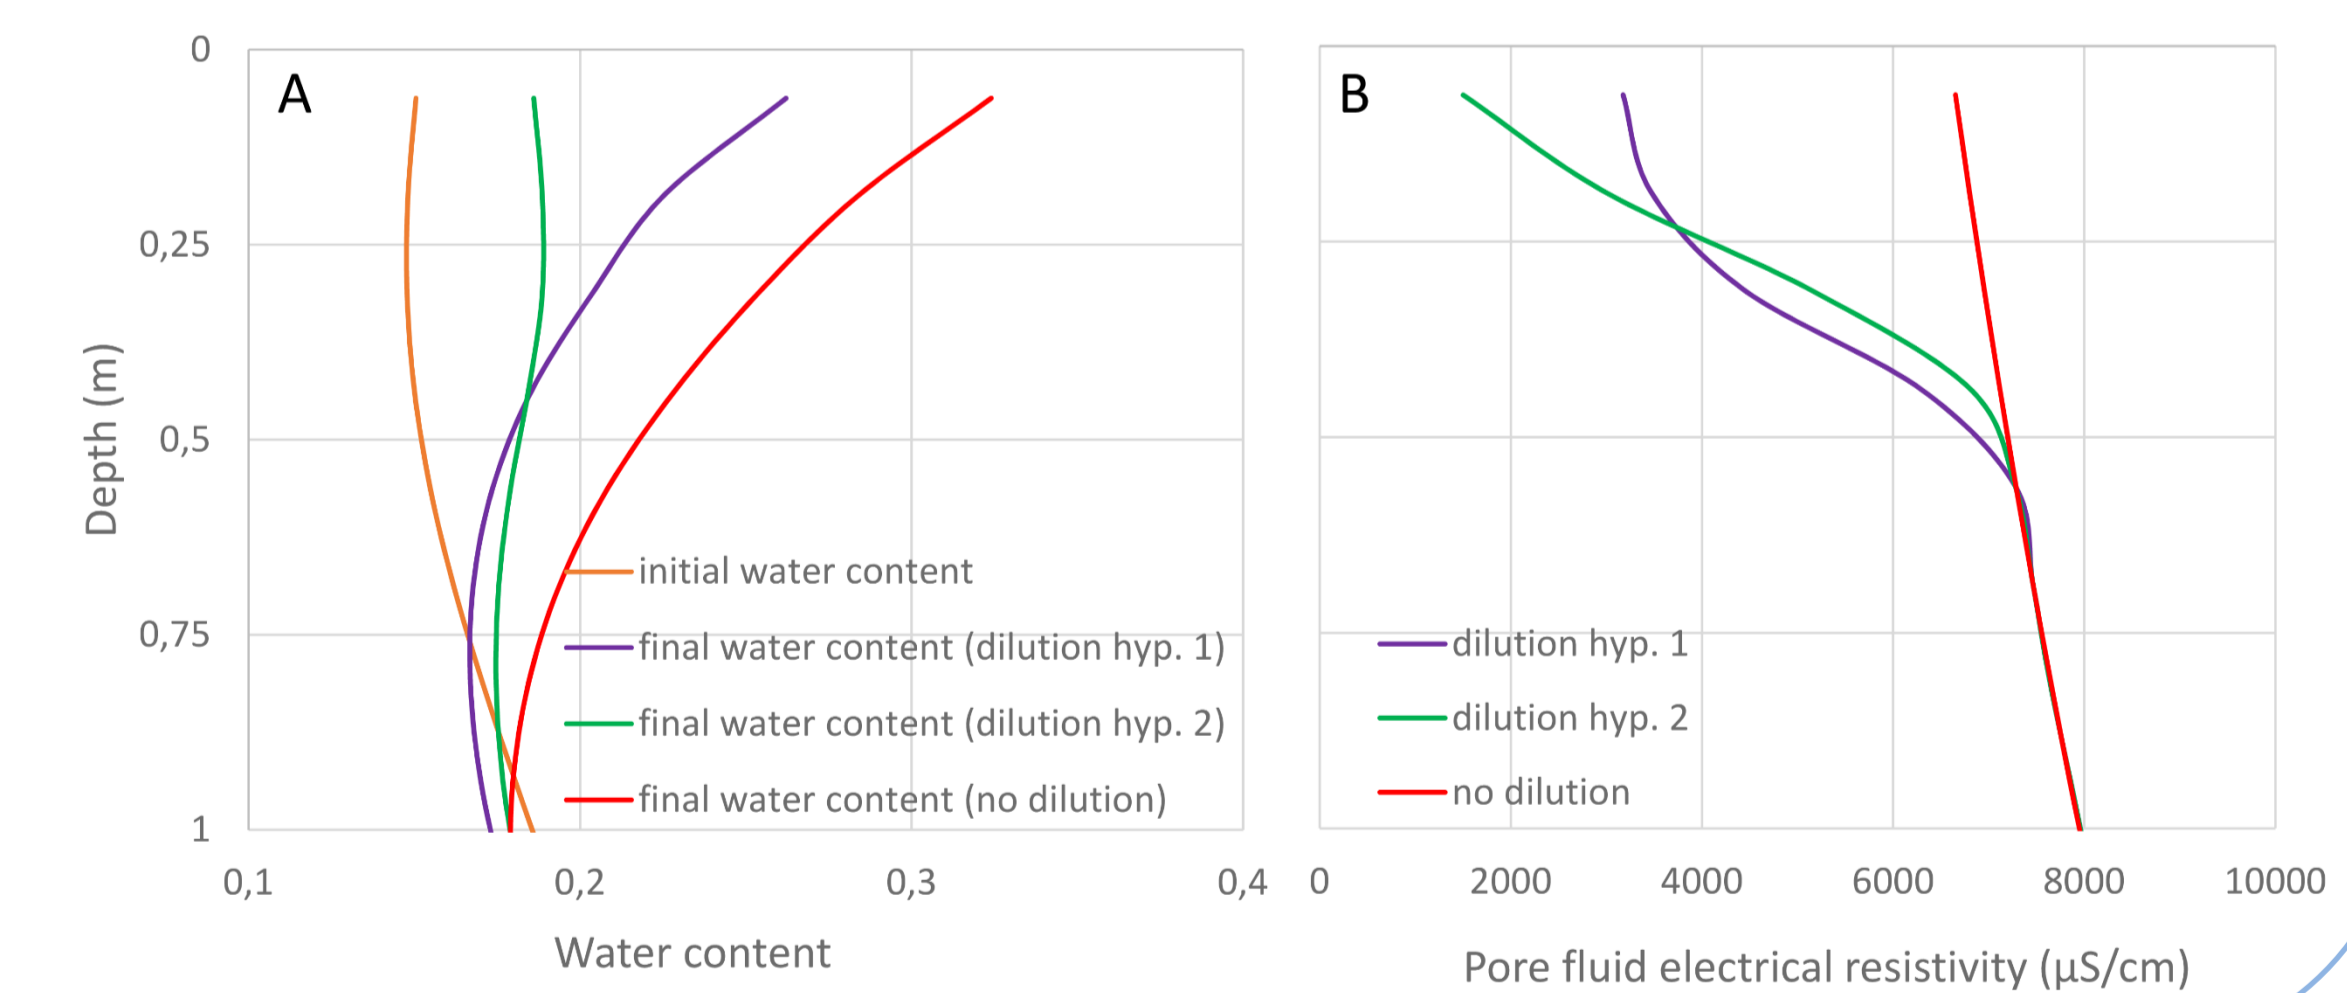 A
0
0,25
0,5
0,75
1
Depth (m)
initial water content
final water content (dilution hyp. 1)
final water content (dilution hyp. 2)
final water content (no dilution)
0,1 0,2 0,3 0,4
Water content
B
dilution hyp. 1
dilution hyp. 2
no dilution
0 2000 4000 6000 8000 10000
Pore fluid electrical resistivity (µS/cm)